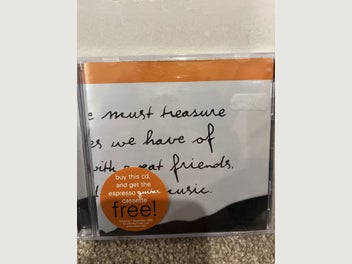 e must treasure
es we have of
with great friends.
music.
buy this cd,
and get the
espresso guitar
cassette
free!